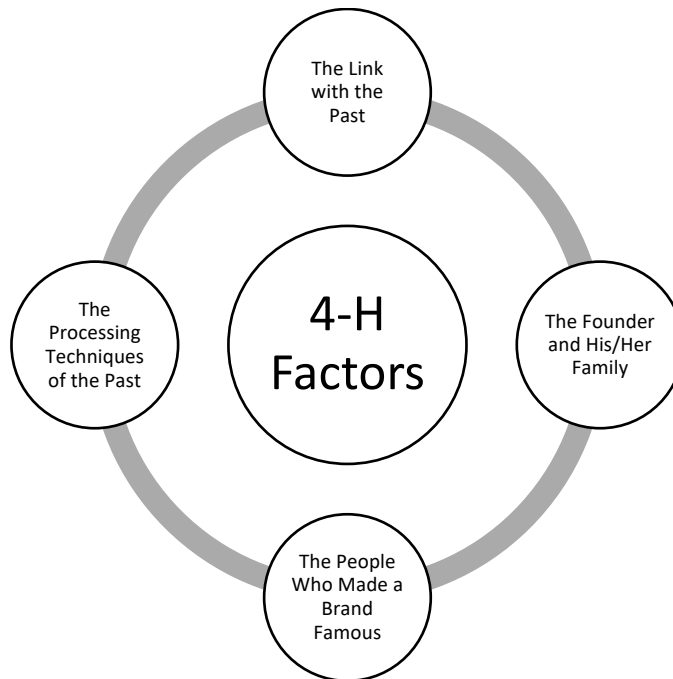 The Link
with the
Past
4-H
Factors
The Founder
and His/Her
Family
The People
Who Made a
Brand
Famous
The
Processing
Techniques
of the Past